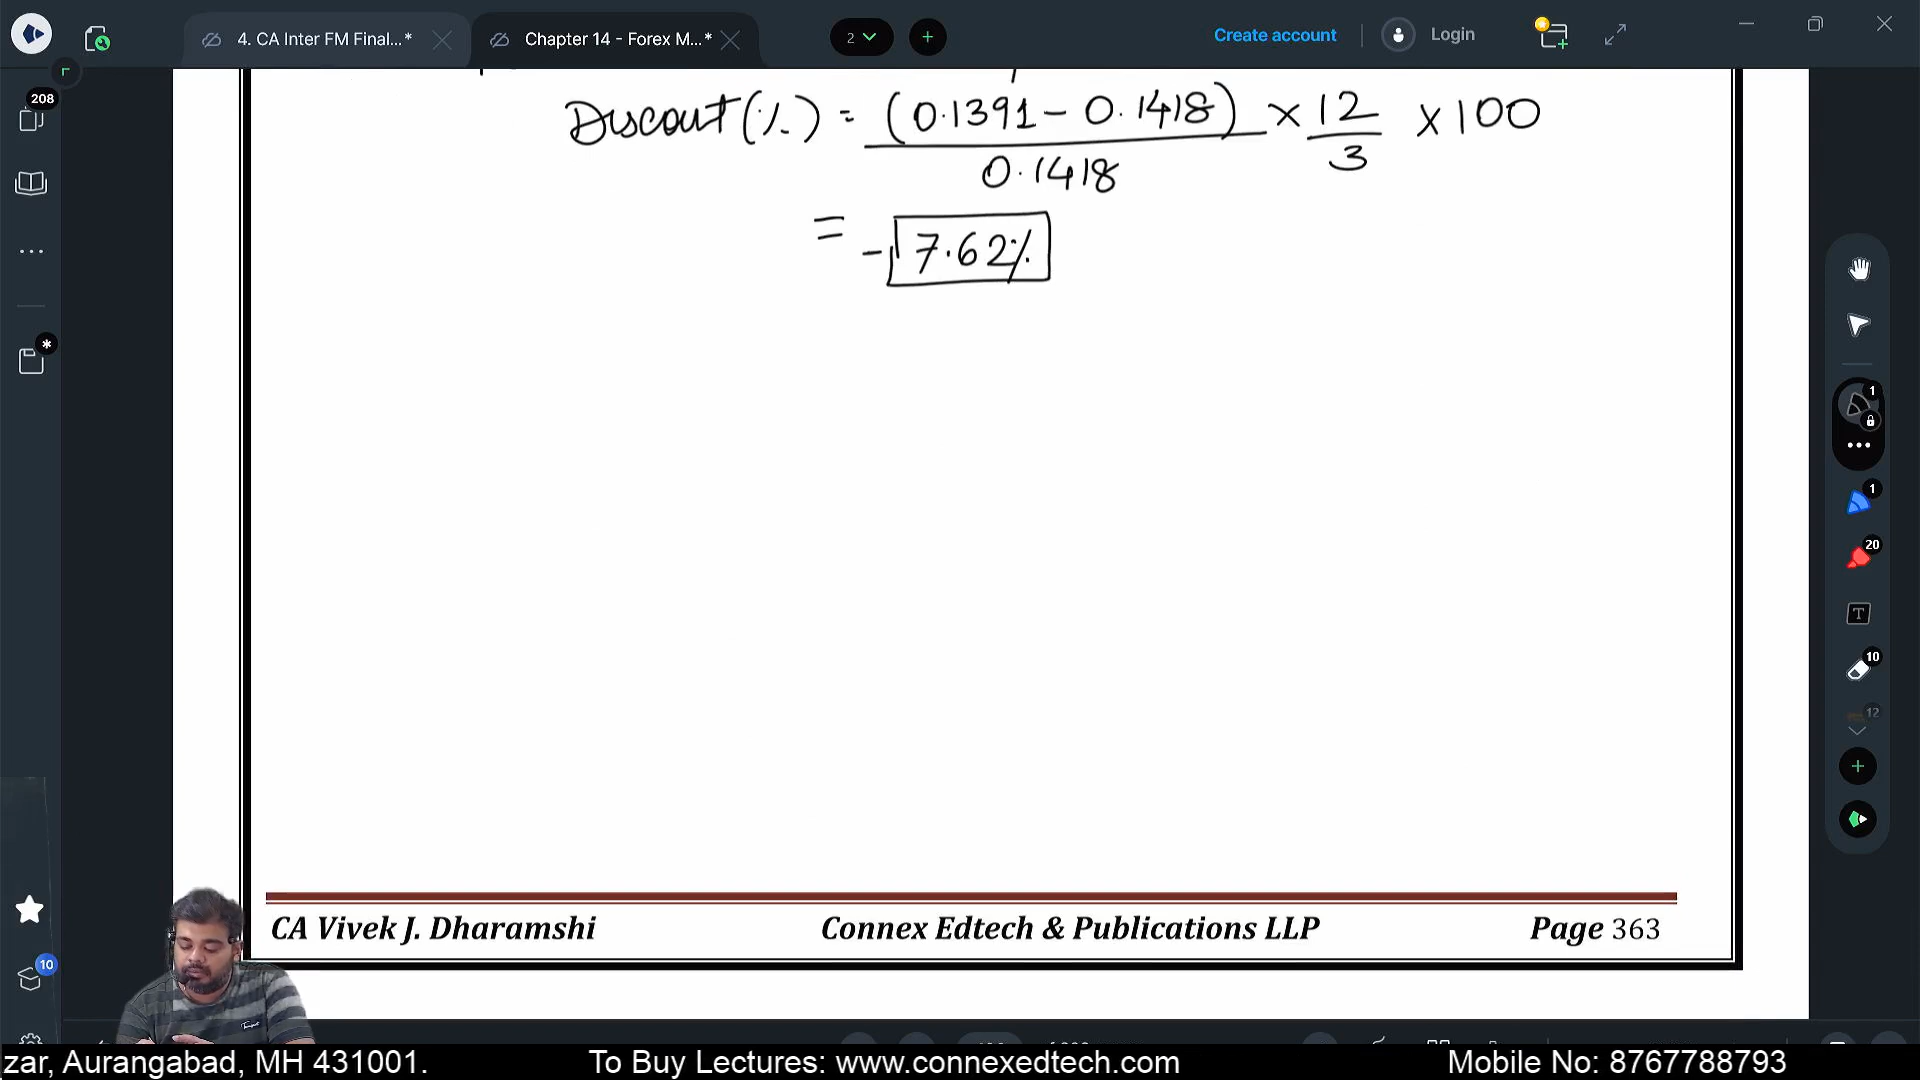 4. CA Inter FM Final...*
Chapter 14 - Forex M...*
2
Create account
Login
208
Discount (%) = (0.1391 - 0.1418) × 12 × 100
0.1418 3
= - 7.62%
1
1
20
T
10
12
10
CA Vivek J. Dharamshi Connex Edtech & Publications LLP Page 363
zar, Aurangabad, MH 431001. To Buy Lectures: www.connexedtech.com Mobile No: 8767788793